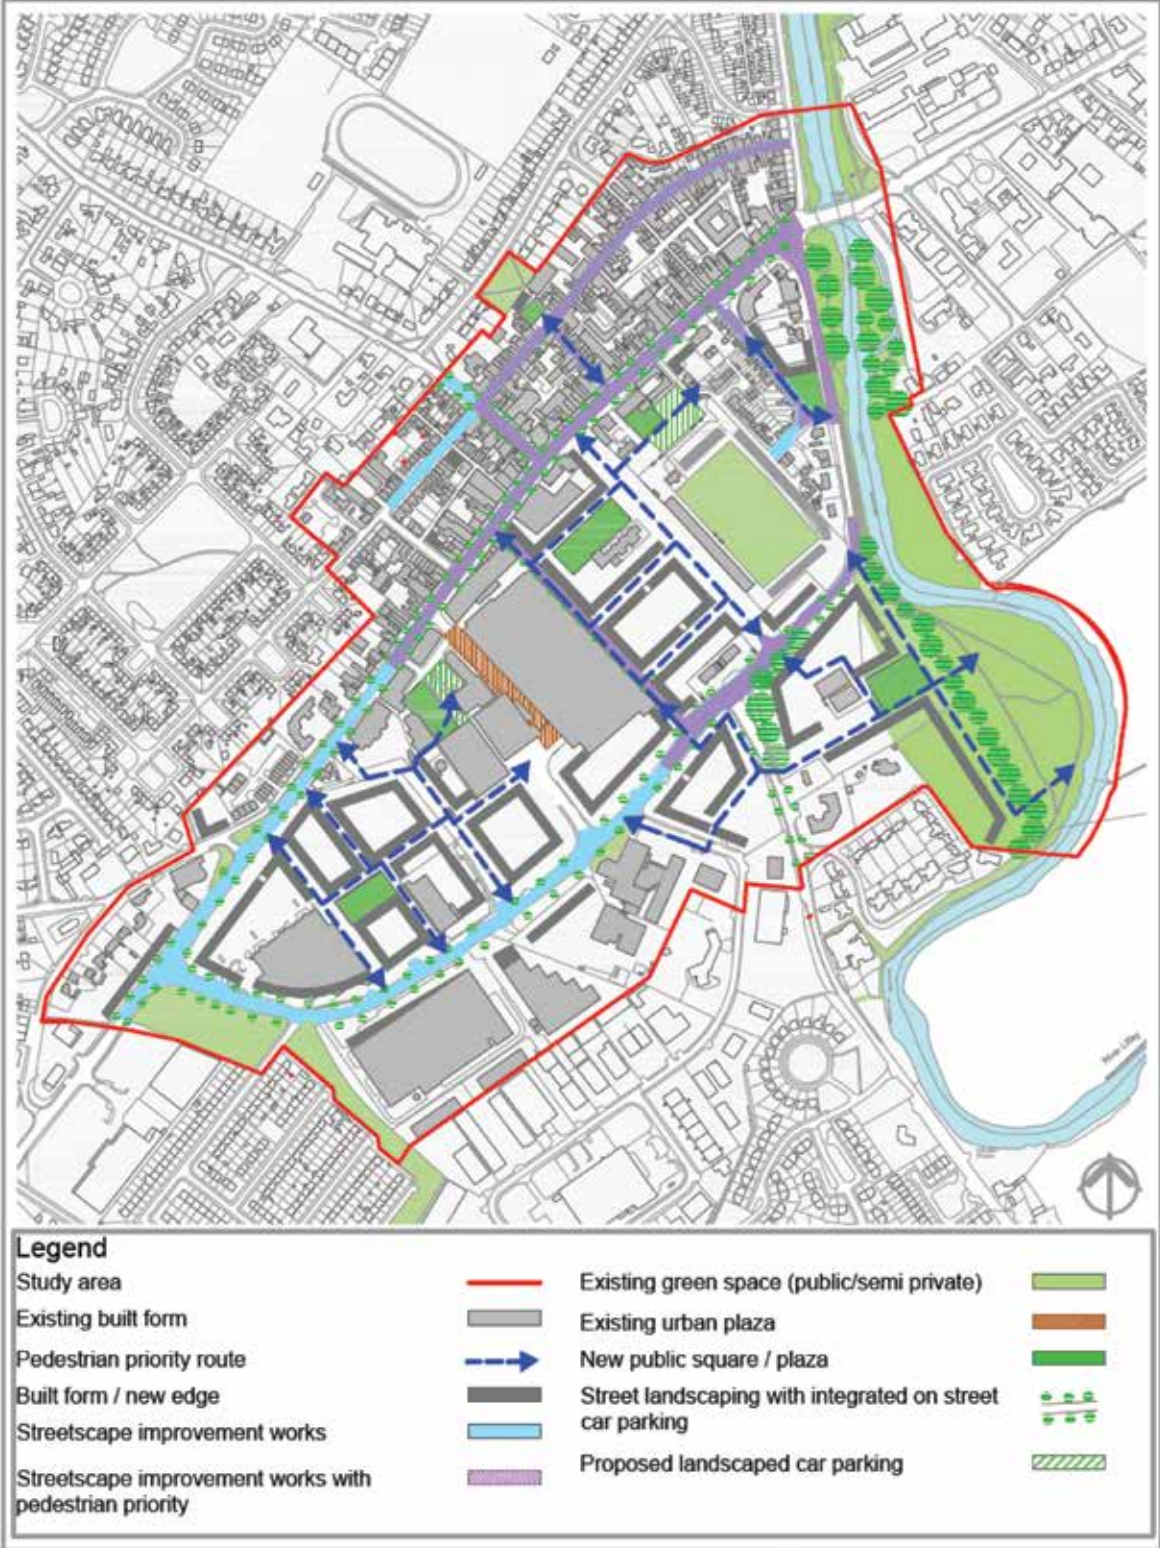 River Liffey
Legend
Study area
Existing built form
Pedestrian priority route
Built form / new edge
Streetscape improvement works
Streetscape improvement works with
pedestrian priority
Existing green space (public/semi private)
Existing urban plaza
New public square / plaza
Street landscaping with integrated on street
car parking
Proposed landscaped car parking